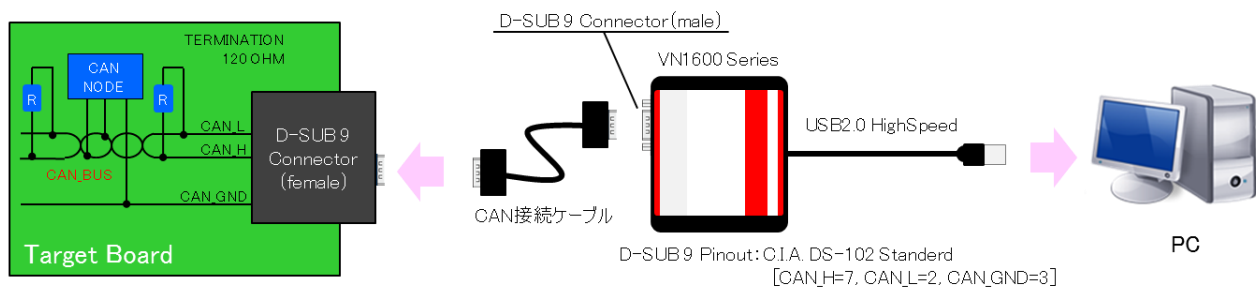 TERMINATION
120 OHM
CAN
NODE
R
R
CAN_L
CAN_H
CAN_BUS
CAN_GND
D-SUB 9
Connector
(female)
Target Board
CAN接続ケーブル
D-SUB 9 Connector(male)
VN1600 Series
USB2.0 HighSpeed
D-SUB 9 Pinout:C.I.A. DS-102 Standerd
[CAN_H=7, CAN_L=2, CAN_GND=3]
PC